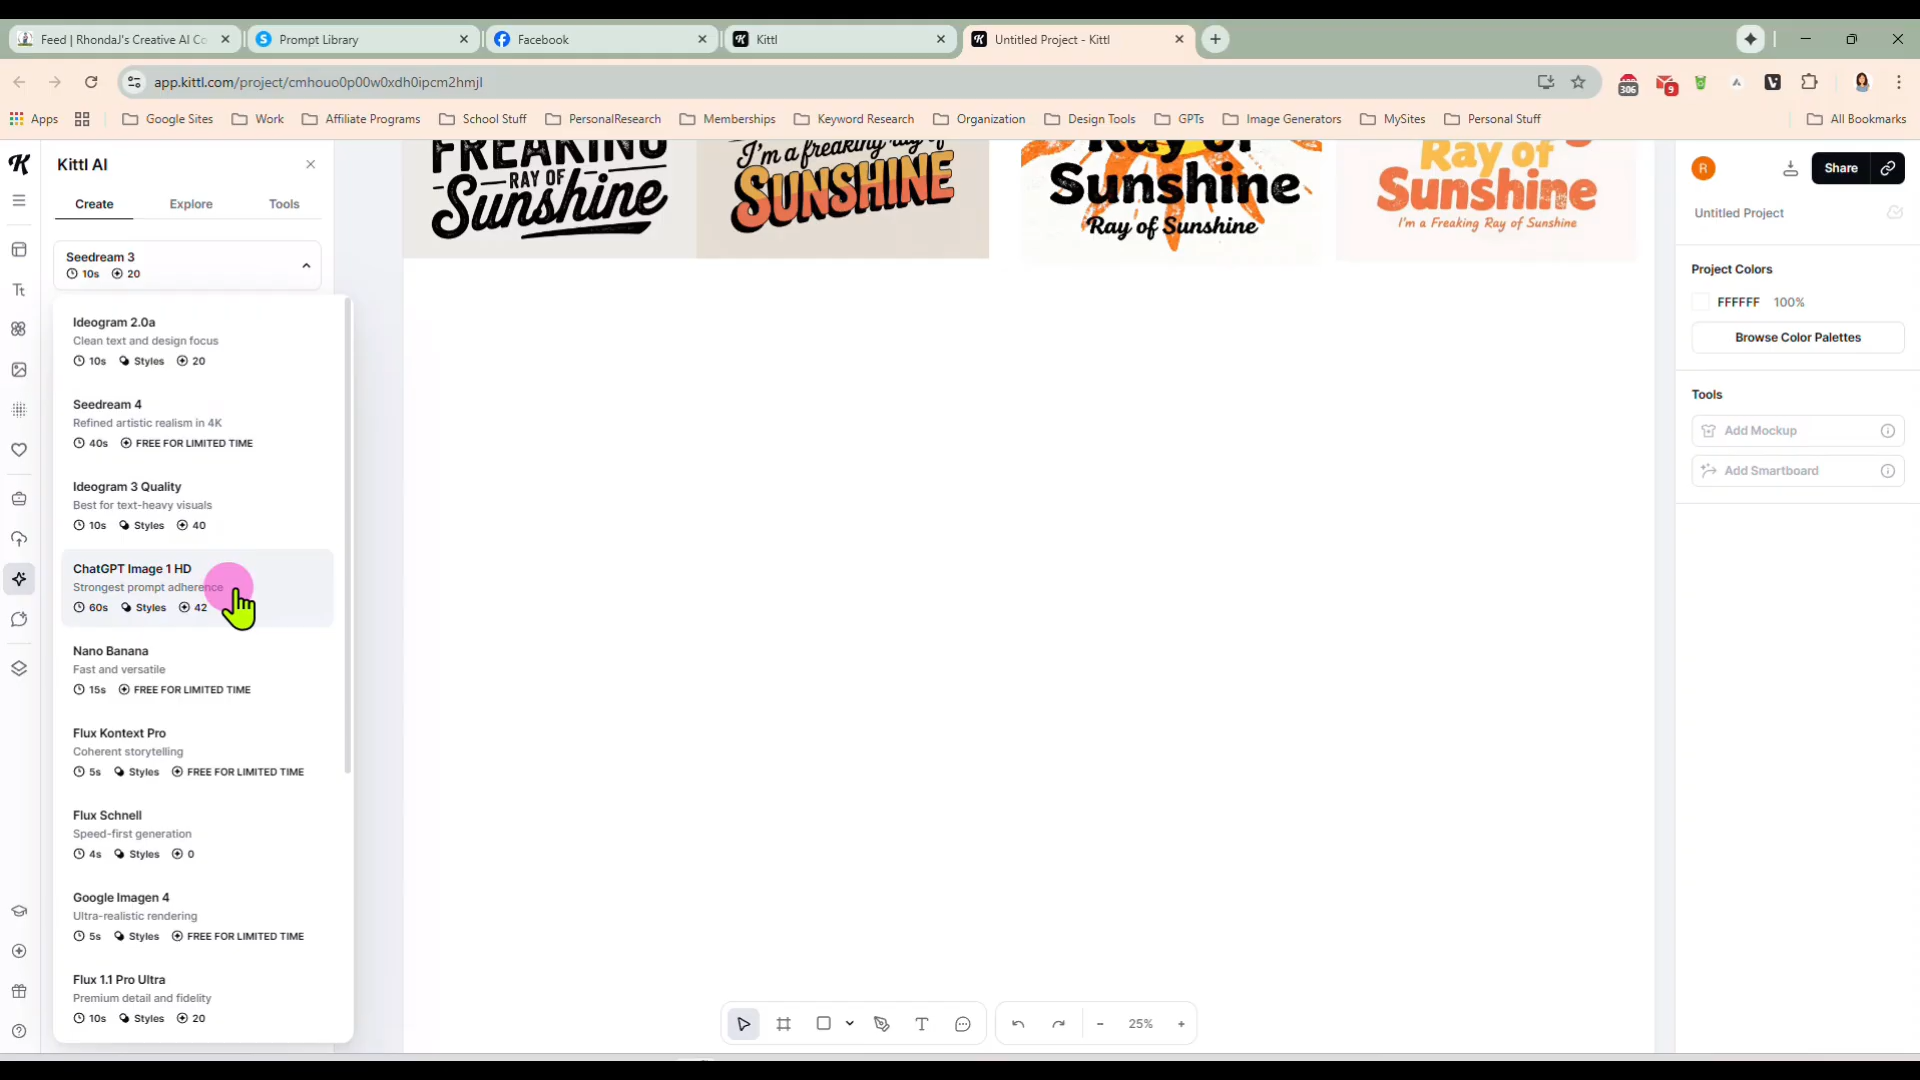 Feed | RhondaJ's Creative AI Co
Prompt Library
Facebook
Kittl
Untitled Project - Kittl
app.kittl.com/project/cmhouo0p00w0xdh0ipcm2hmjl
306
9
Apps
Google Sites
Work
Affiliate Programs
School Stuff
PersonalResearch
Memberships
Keyword Research
Organization
Design Tools
GPTs
Image Generators
MySites
Personal Stuff
All Bookmarks
Kittl AI
Create
Explore
Tools
Seedream 3
10s 20
Ideogram 2.0a
Clean text and design focus
10s Styles 20
Seedream 4
Refined artistic realism in 4K
40s FREE FOR LIMITED TIME
Ideogram 3 Quality
Best for text-heavy visuals
10s Styles 40
ChatGPT Image 1 HD
Strongest prompt adherence
60s Styles 42
Nano Banana
Fast and versatile
15s FREE FOR LIMITED TIME
Flux Kontext Pro
Coherent storytelling
5s Styles FREE FOR LIMITED TIME
Flux Schnell
Speed-first generation
4s Styles 0
Google Imagen 4
Ultra-realistic rendering
5s Styles FREE FOR LIMITED TIME
Flux 1.1 Pro Ultra
Premium detail and fidelity
10s Styles 20
FREAKING
RAY OF
Sunshine
I'm a freaking ray of
SUNSHINE
Ray of
Sunshine
Ray of Sunshine
Ray of
Sunshine
I'm a Freaking Ray of Sunshine
25%
R
Share
Untitled Project
Project Colors
FFFFFF 100%
Browse Color Palettes
Tools
Add Mockup
Add Smartboard